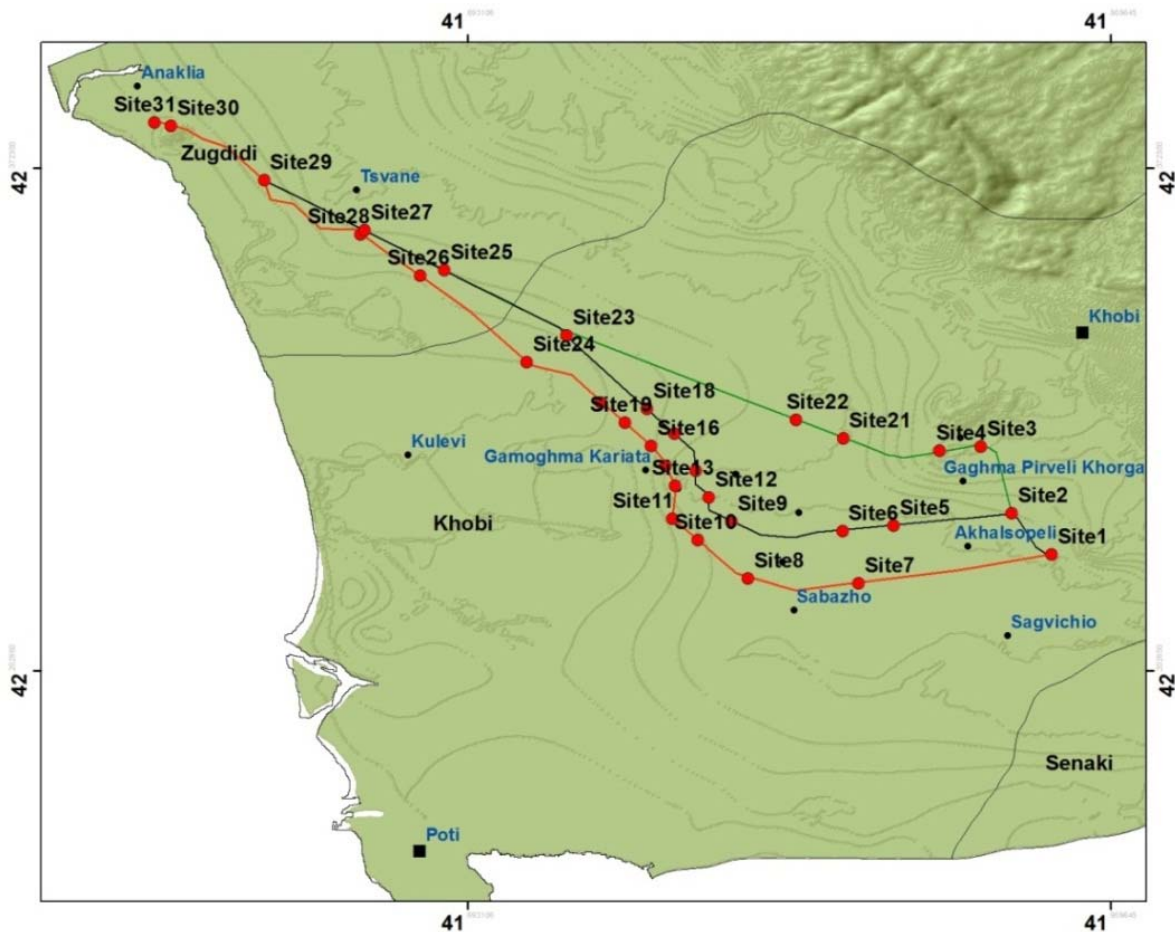 41
41
Anaklia
Site31
Site30
Zugdidi
Site29
42
42
Tsvane
Site28
Site27
Site26
Site25
Khobi
Site23
Site24
Site18
Site19
Site22
Site16
Site21
Site4
Site3
Kulevi
Gamoghma Kariata
Site13
Gaghma Pirveli Khorga
Site12
Site11
Site9
Site2
Khobi
Site10
Site6
Site5
Akhalsopeli
Site1
Site8
Site7
Sabazho
Sagvichio
42
42
Senaki
Poti
41
41